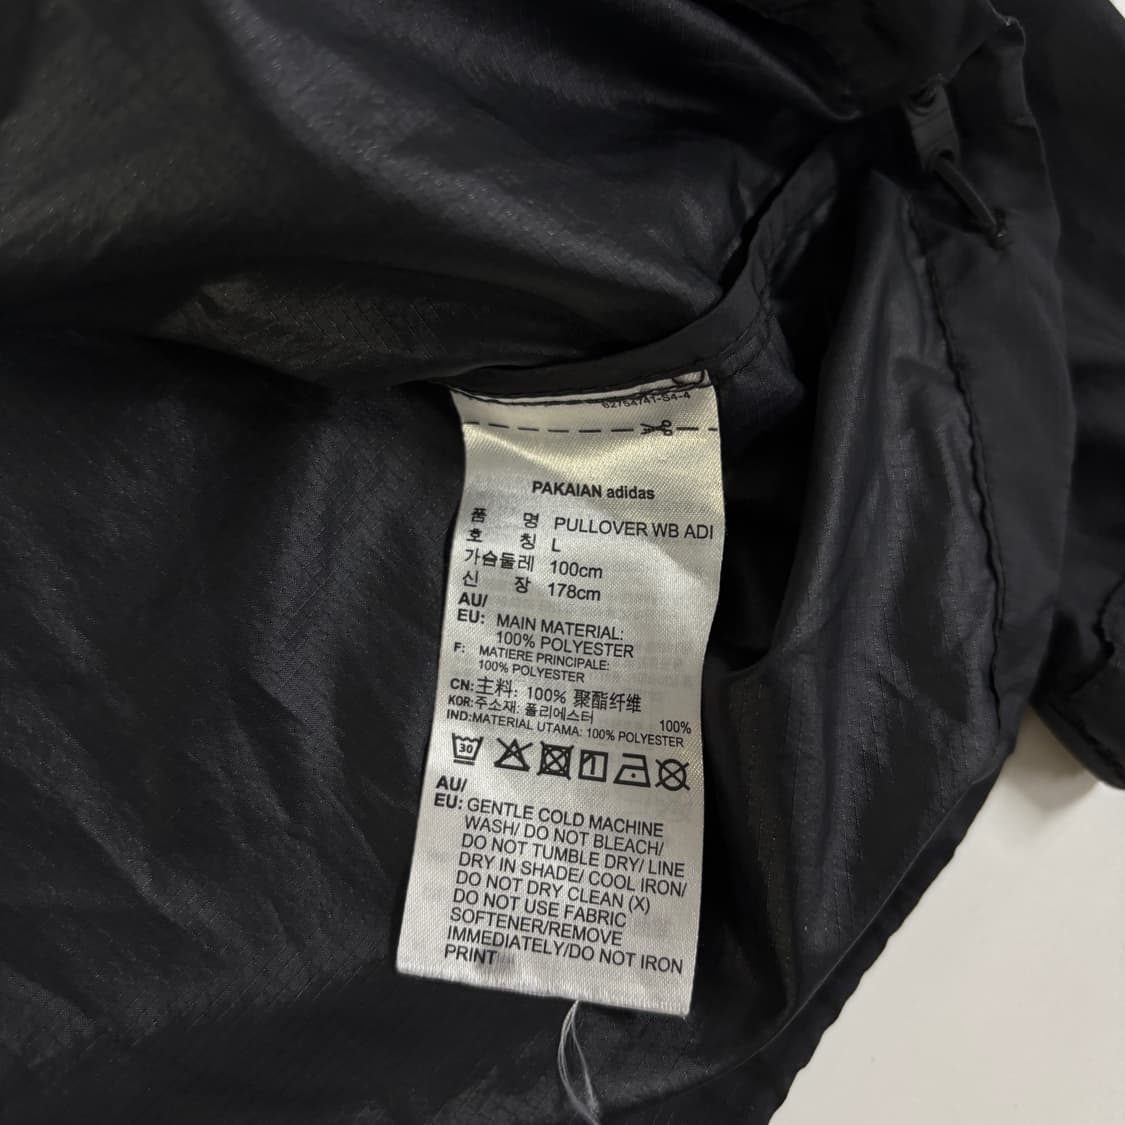 62754741-S4-4
PAKAIAN adidas
품 명 PULLOVER WB ADI
호 칭 L
가슴둘레 100cm
신 장 178cm
AU/
EU: MAIN MATERIAL:
100% POLYESTER
F: MATIERE PRINCIPALE:
100% POLYESTER
CN:主料: 100% 聚酯纤维
KOR:주소재: 폴리에스터 100%
IND:MATERIAL UTAMA: 100% POLYESTER
30
AU/
EU: GENTLE COLD MACHINE
WASH/ DO NOT BLEACH/
DO NOT TUMBLE DRY/ LINE
DRY IN SHADE/ COOL IRON/
DO NOT DRY CLEAN (X)
DO NOT USE FABRIC
SOFTENER/REMOVE
IMMEDIATELY/DO NOT IRON
PRINT